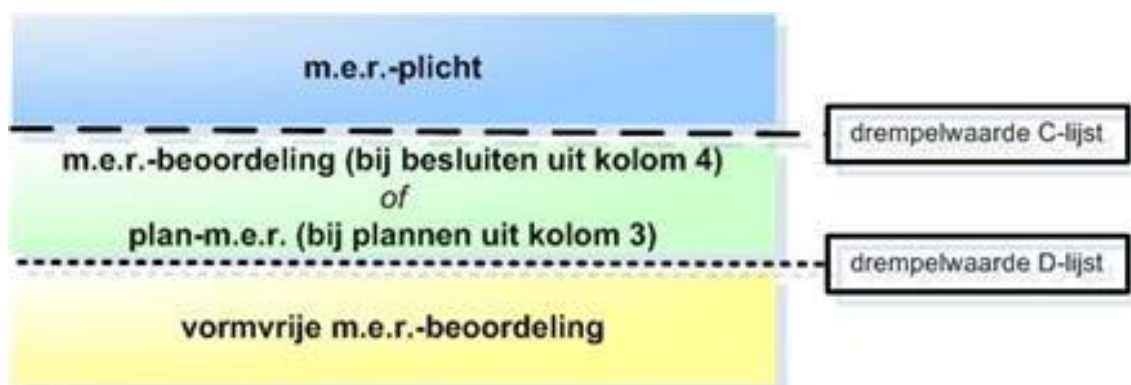 m.e.r.-plicht
drempelwaarde C-lijst
m.e.r.-beoordeling (bij besluiten uit kolom 4)
of
plan-m.e.r. (bij plannen uit kolom 3)
drempelwaarde D-lijst
vormvrije m.e.r.-beoordeling